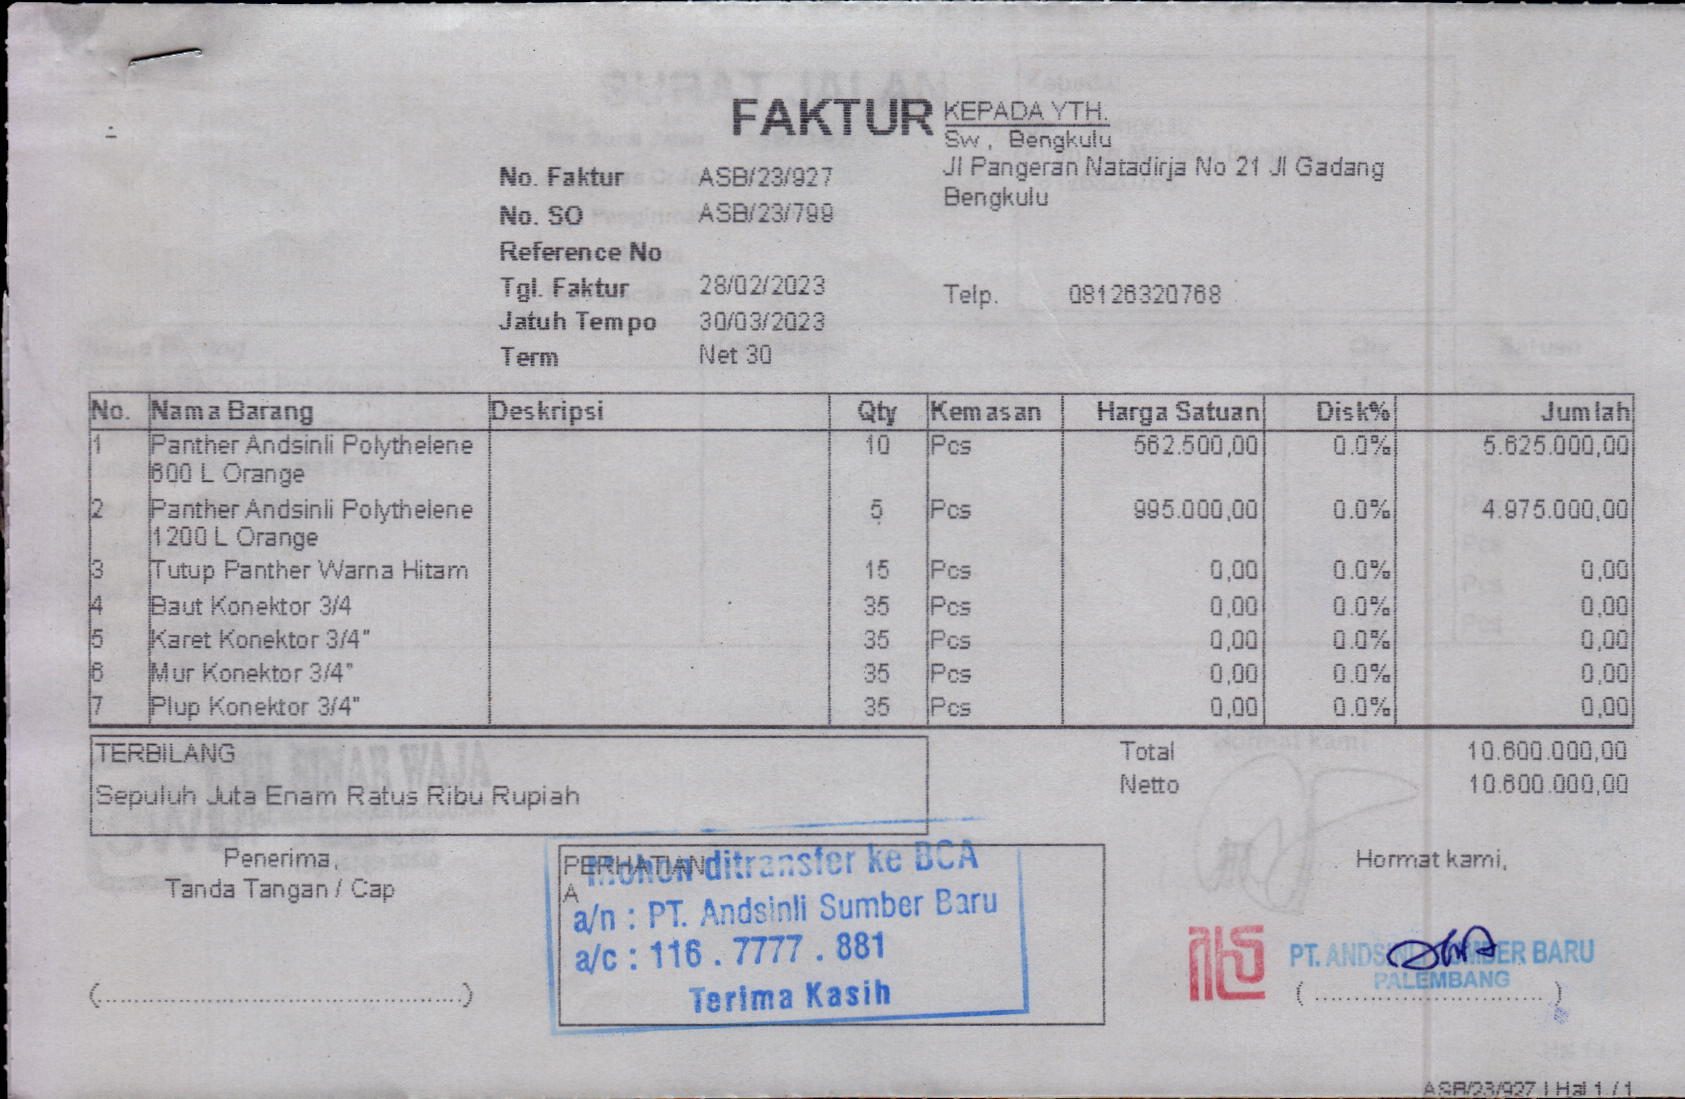 FAKTUR
No. Faktur ASB/23/927
No. SO ASB/23/799
Reference No
Tgl. Faktur 28/02/2023
Jatuh Tempo 30/03/2023
Term Net 30
KEPADA YTH.
Sw , Bengkulu
Jl Pangeran Natadirja No 21 Jl Gadang
Bengkulu
Telp. 08126320768
No. Nama Barang Deskripsi Qty Kemasan Harga Satuan Disk% Jumlah
1 Panther Andsinli Polythelene 10 Pcs 562.500,00 0.0% 5.625.000,00
600 L Orange
2 Panther Andsinli Polythelene 5 Pcs 995.000,00 0.0% 4.975.000,00
1200 L Orange
3 Tutup Panther Warna Hitam 15 Pcs 0,00 0.0% 0,00
4 Baut Konektor 3/4 35 Pcs 0,00 0.0% 0,00
5 Karet Konektor 3/4" 35 Pcs 0,00 0.0% 0,00
6 Mur Konektor 3/4" 35 Pcs 0,00 0.0% 0,00
7 Plup Konektor 3/4" 35 Pcs 0,00 0.0% 0,00
TERBILANG
Sepuluh Juta Enam Ratus Ribu Rupiah
Total 10.600.000,00
Netto 10.600.000,00
Penerima,
Tanda Tangan / Cap
(..........................................)
PERHATIAN
A
Mohon ditransfer ke BCA
a/n : PT. Andsinli Sumber Baru
a/c : 116 . 7777 . 881
Terima Kasih
Hormat kami,
PT. ANDSINLI SUMBER BARU
PALEMBANG
(............................)
ASB/23/927 | Hal 1 / 1